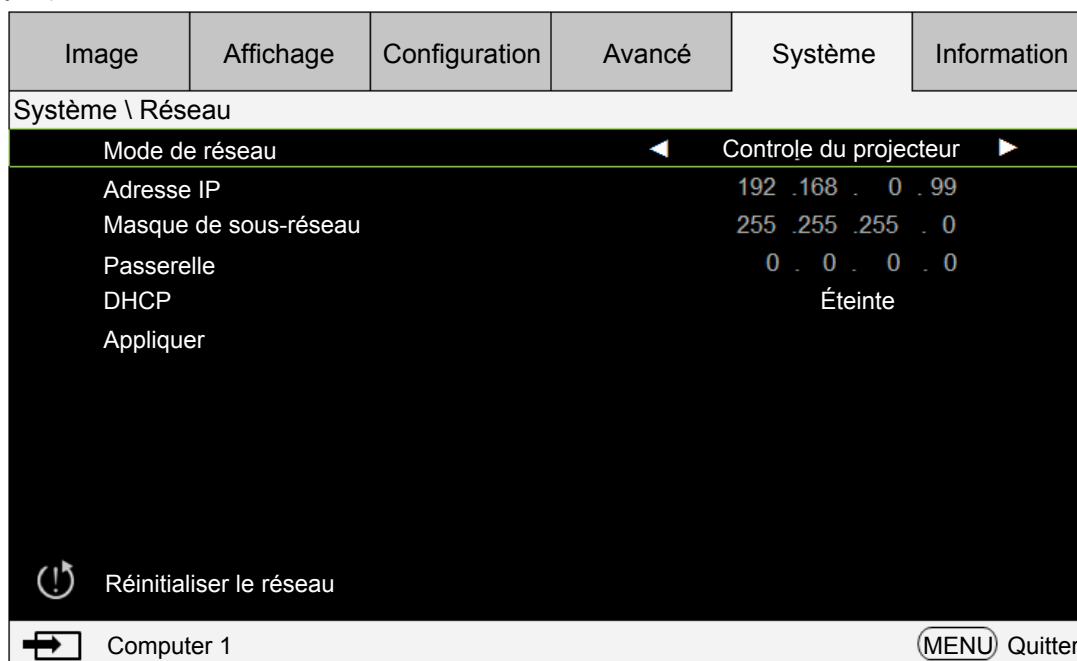 Image Affichage Configuration Avancé Système Information
Système \ Réseau
Mode de réseau Controle du projecteur
Adresse IP 192 .168 . 0 . 99
Masque de sous-réseau 255 .255 .255 . 0
Passerelle 0 . 0 . 0 . 0
DHCP Éteinte
Appliquer
Réinitialiser le réseau
Computer 1 MENU Quitter